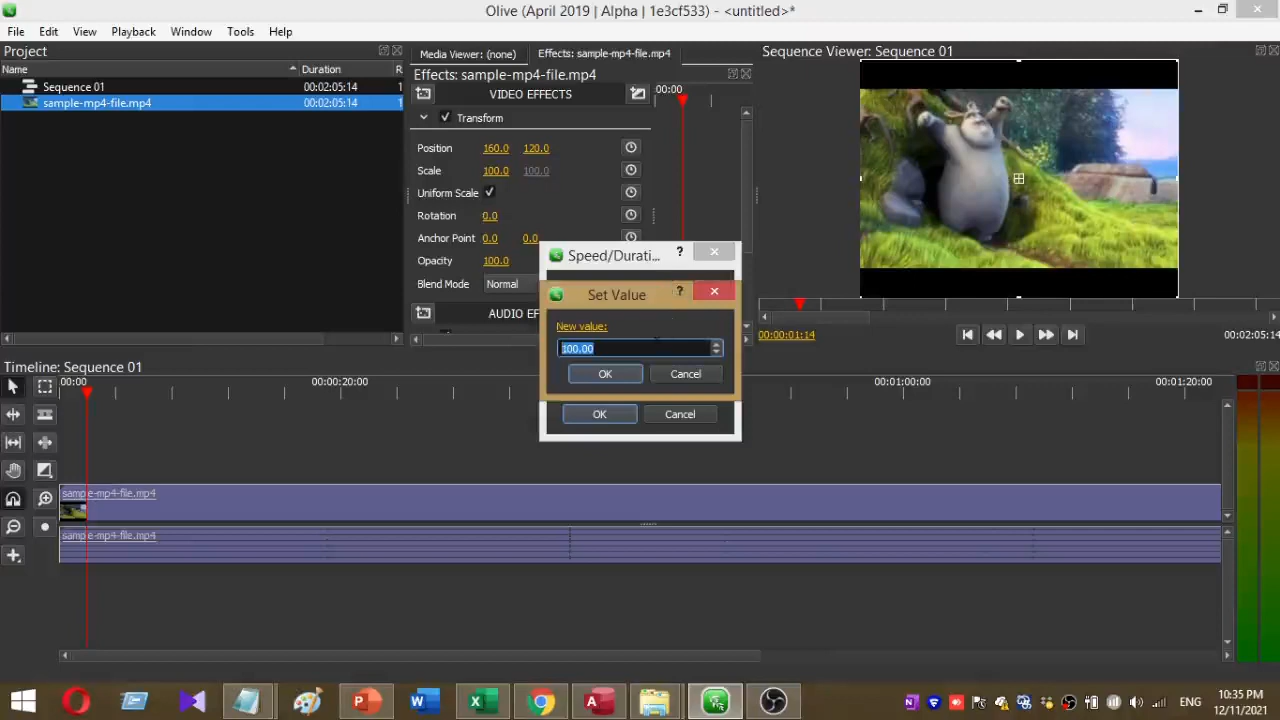 Olive (April 2019 | Alpha | 1e3cf533) - <untitled>*
File Edit View Playback Window Tools Help
Project
Name Duration R
Sequence 01 00:02:05:14 1
sample-mp4-file.mp4 00:02:05:14 1
Media Viewer: (none) Effects: sample-mp4-file.mp4
Effects: sample-mp4-file.mp4
VIDEO EFFECTS 00:00
Transform
Position 160.0 120.0
Scale 100.0 100.0
Uniform Scale
Rotation 0.0
Anchor Point 0.0 0.0
Opacity 100.0
Blend Mode Normal
AUDIO EF
Speed/Durati... ?
Set Value ?
New value:
100.00
OK Cancel
OK Cancel
Sequence Viewer: Sequence 01
00:00:01:14 00:02:05:14
Timeline: Sequence 01
00:00 00:00:20:00 00:01:00:00 00:01:20:00
sample-mp4-file.mp4
sample-mp4-file.mp4
ENG 10:35 PM
12/11/2021